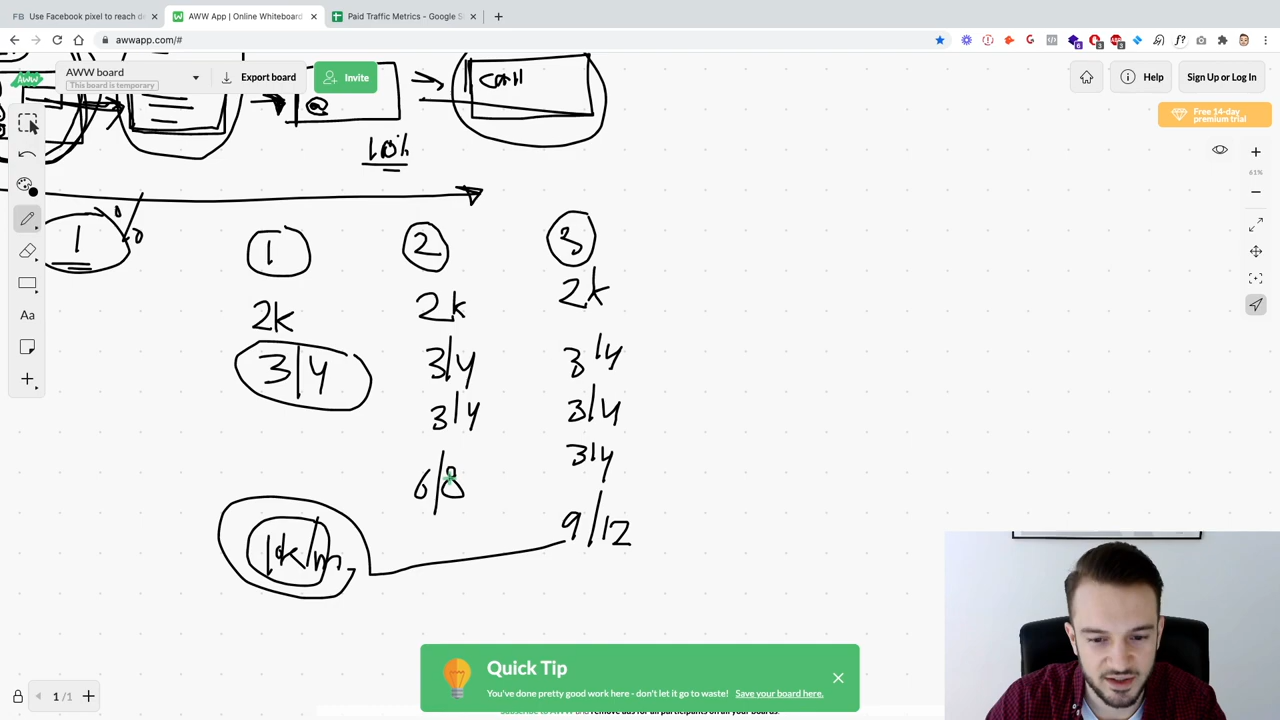 FB Use Facebook pixel to reach d
AWW App | Online Whiteboard
Paid Traffic Metrics - Google S
awwapp.com/#
AWW board
This board is temporary
Export board
Invite
Help
Sign Up or Log In
Free 14-day
premium trial
AWW
Call
@
10%
61%
1
1
2
3
2k
2k
2k
3|4
3|4
3|4
3|4
3|4
3|4
6/8
9/12
Aa
Quick Tip
You've done pretty good work here - don't let it go to waste! Save your board here.
1 / 1